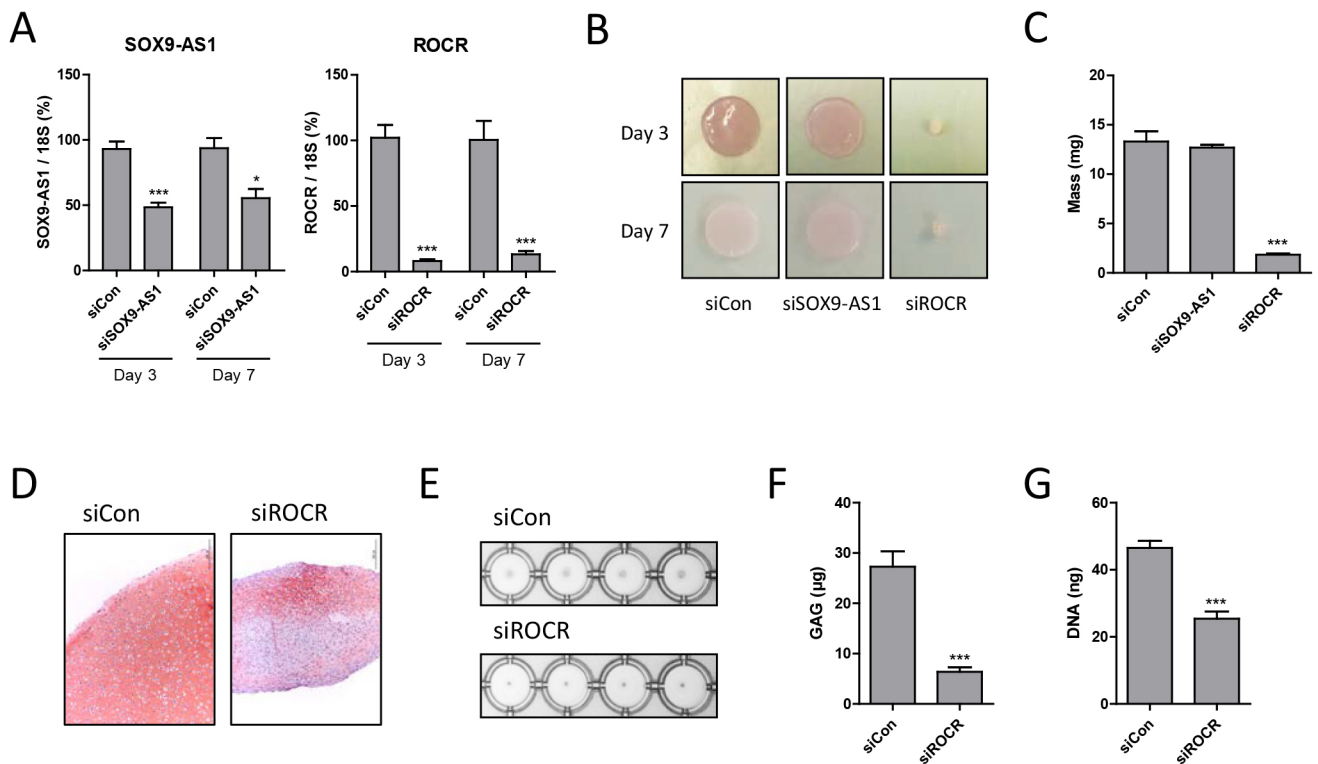 A
SOX9-AS1
SOX9-AS1 / 18S (%)
150
100
50
0
***
*
siCon
siSOX9-AS1
siCon
siSOX9-AS1
Day 3
Day 7
ROCR
ROCR / 18S (%)
150
100
50
0
***
***
siCon
siROCR
siCon
siROCR
Day 3
Day 7
B
Day 3
Day 7
siCon
siSOX9-AS1
siROCR
C
Mass (mg)
20
15
10
5
0
***
siCon
siSOX9-AS1
siROCR
D
siCon
siROCR
E
siCon
siROCR
F
GAG (μg)
40
30
20
10
0
***
siCon
siROCR
G
DNA (ng)
60
40
20
0
***
siCon
siROCR